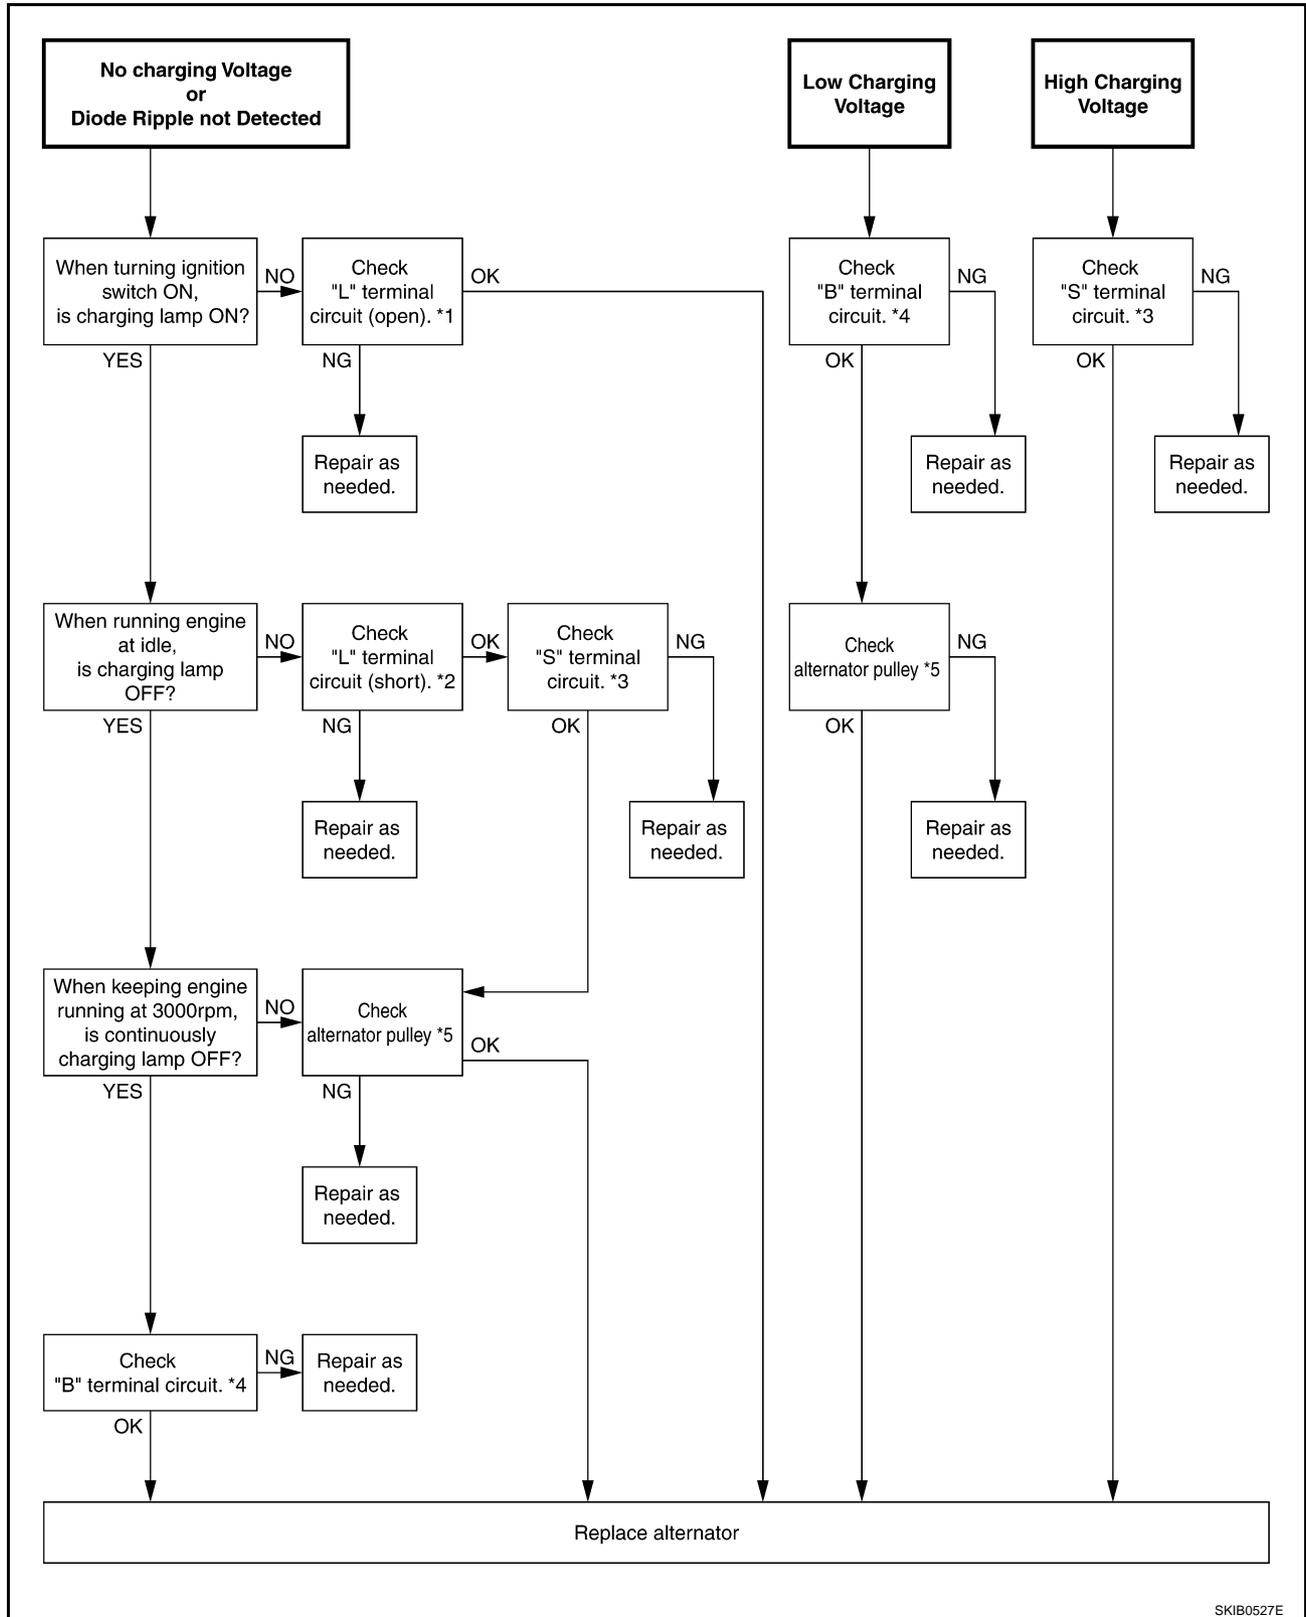 No charging Voltage
or
Diode Ripple not Detected
Low Charging
Voltage
High Charging
Voltage
When turning ignition
switch ON,
is charging lamp ON?
NO
Check
"L" terminal
circuit (open). *1
OK
Check
"B" terminal
circuit. *4
NG
Check
"S" terminal
circuit. *3
NG
YES
NG
OK
OK
Repair as
needed.
Repair as
needed.
Repair as
needed.
When running engine
at idle,
is charging lamp
OFF?
NO
Check
"L" terminal
circuit (short). *2
OK
Check
"S" terminal
circuit. *3
NG
Check
alternator pulley *5
NG
YES
NG
OK
OK
Repair as
needed.
Repair as
needed.
Repair as
needed.
When keeping engine
running at 3000rpm,
is continuously
charging lamp OFF?
NO
Check
alternator pulley *5
OK
YES
NG
Repair as
needed.
Check
"B" terminal circuit. *4
NG
Repair as
needed.
OK
Replace alternator
SKIB0527E